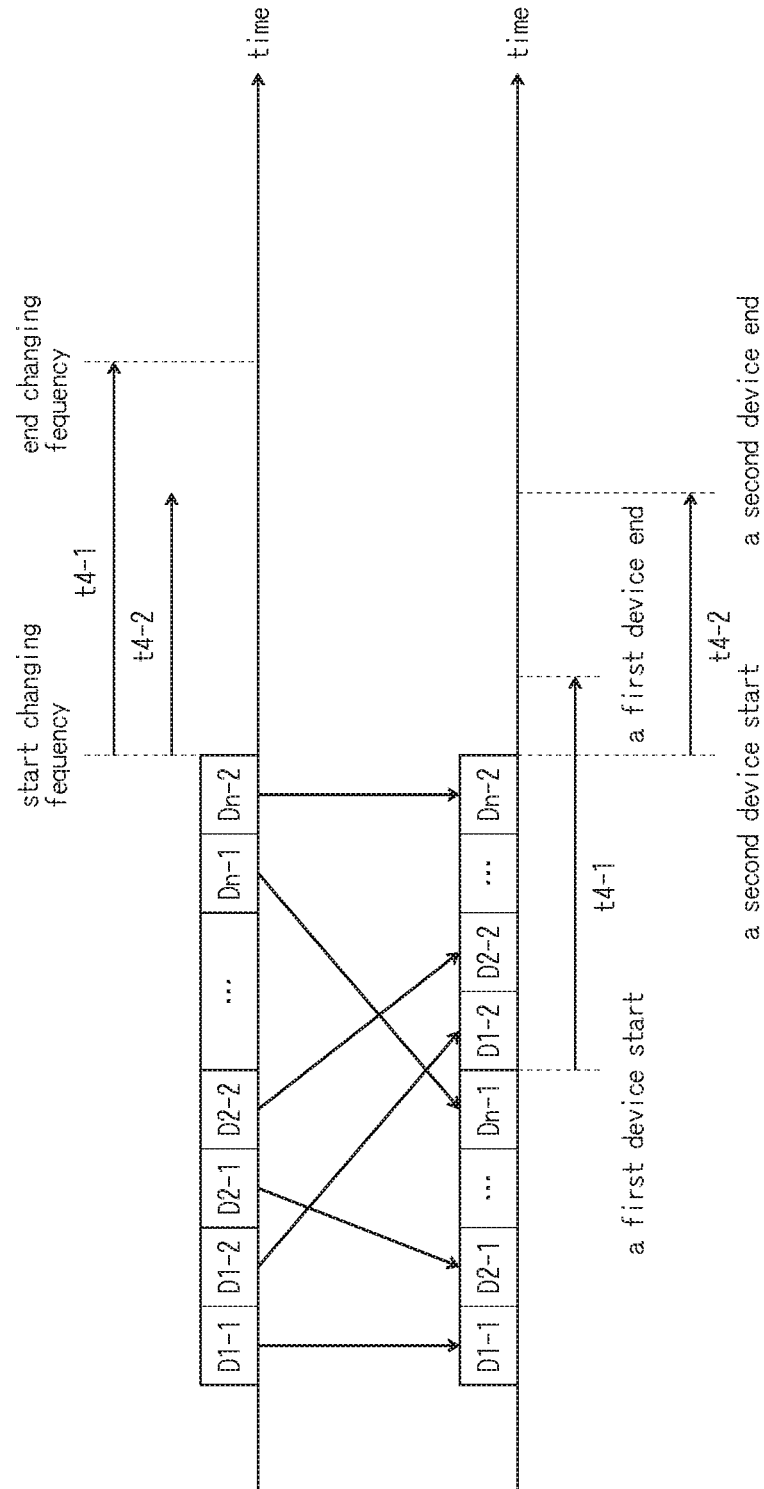 start changing
fequency
end changing
fequency
t4-1
t4-2
D1-1
D1-2
D2-1
D2-2
...
Dn-1
Dn-2
time
D1-1
D2-1
...
Dn-1
D1-2
D2-2
...
Dn-2
time
t4-1
a first device start
a first device end
t4-2
a second device start
a second device end